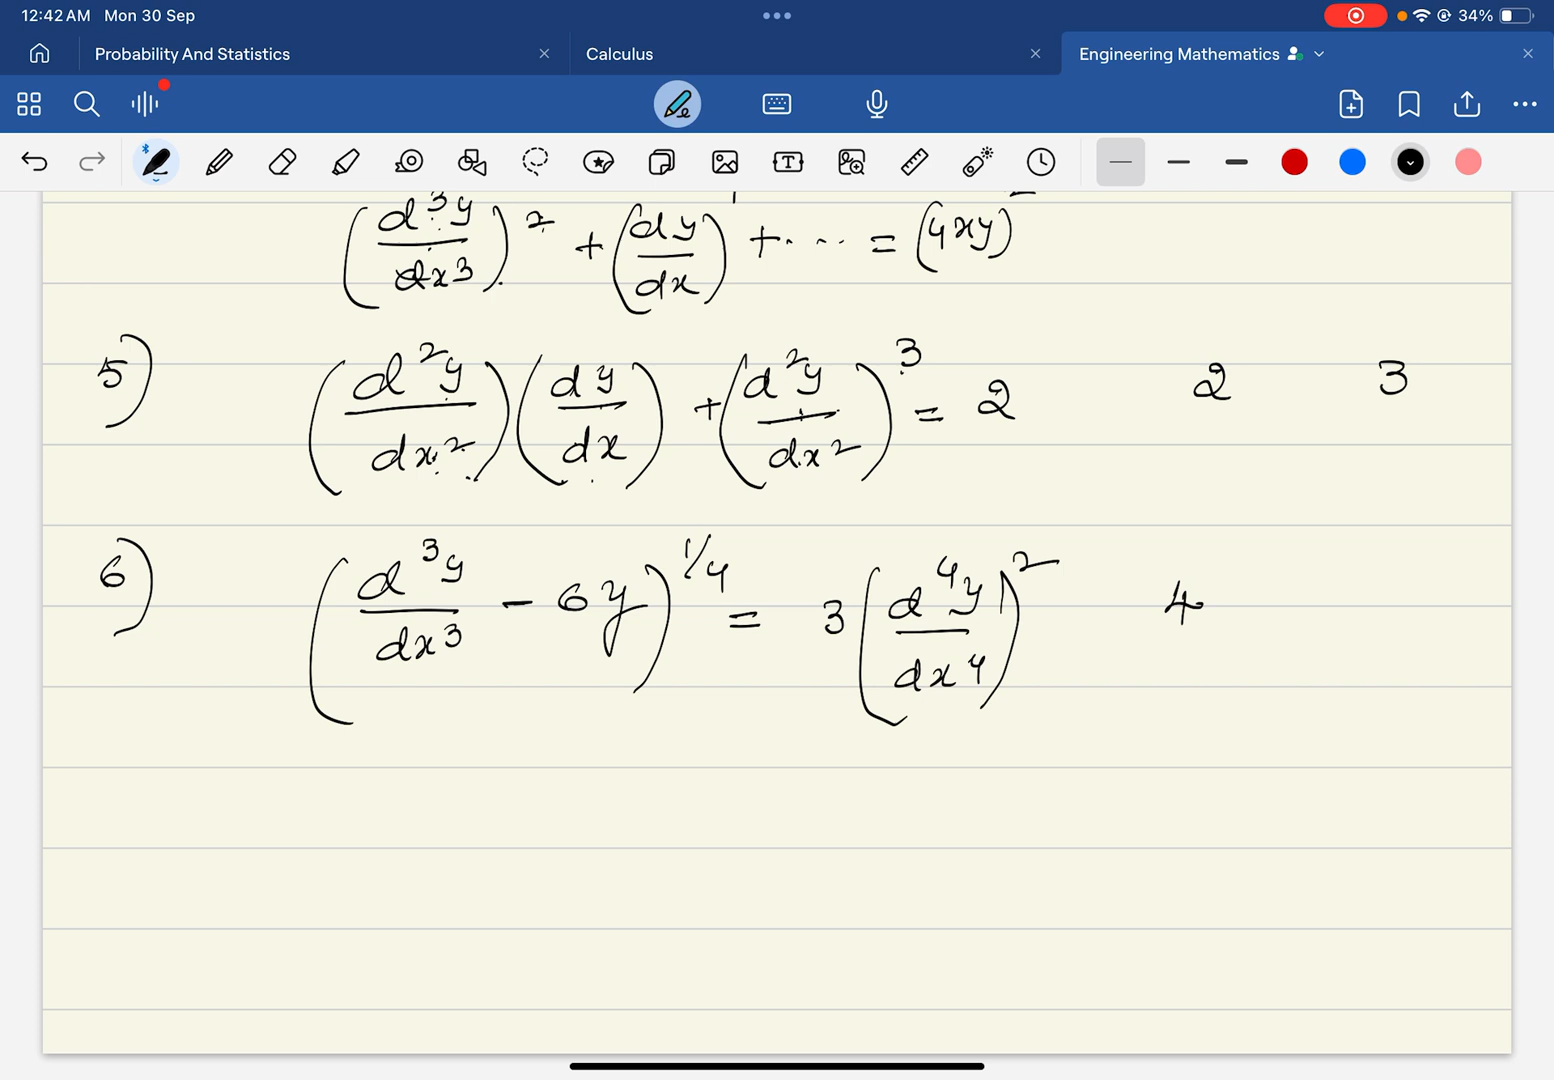 12:42 AM Mon 30 Sep 34%
Probability And Statistics Calculus Engineering Mathematics
(d³y/dx³)² + (dy/dx)¹ + .... = (4xy)²
5) (d²y/dx²)(dy/dx) + (d²y/dx²)³ = 2 2 3
6) (d³y/dx³ - 6y)^1/4 = 3(d⁴y/dx⁴)² 4